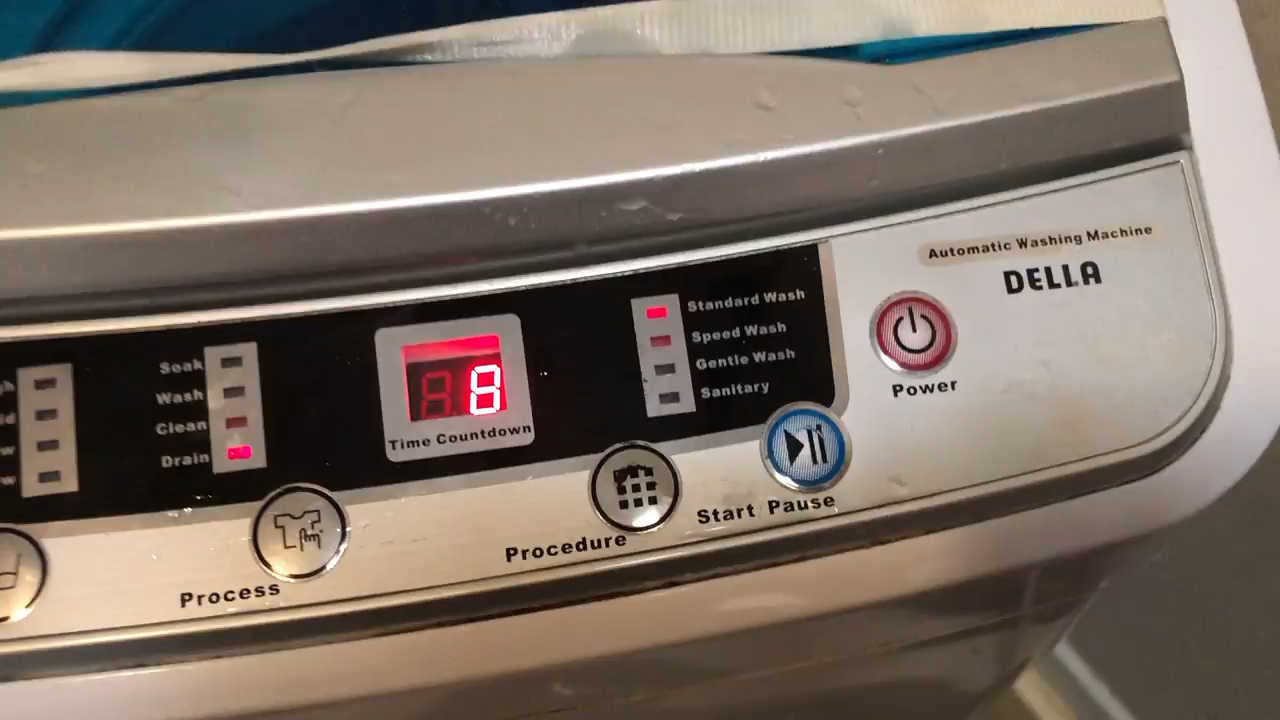 Automatic Washing Machine
DELLA
Power
Standard Wash
Speed Wash
Gentle Wash
Sanitary
Start Pause
8
Time Countdown
Procedure
Soak
Wash
Clean
Drain
Process